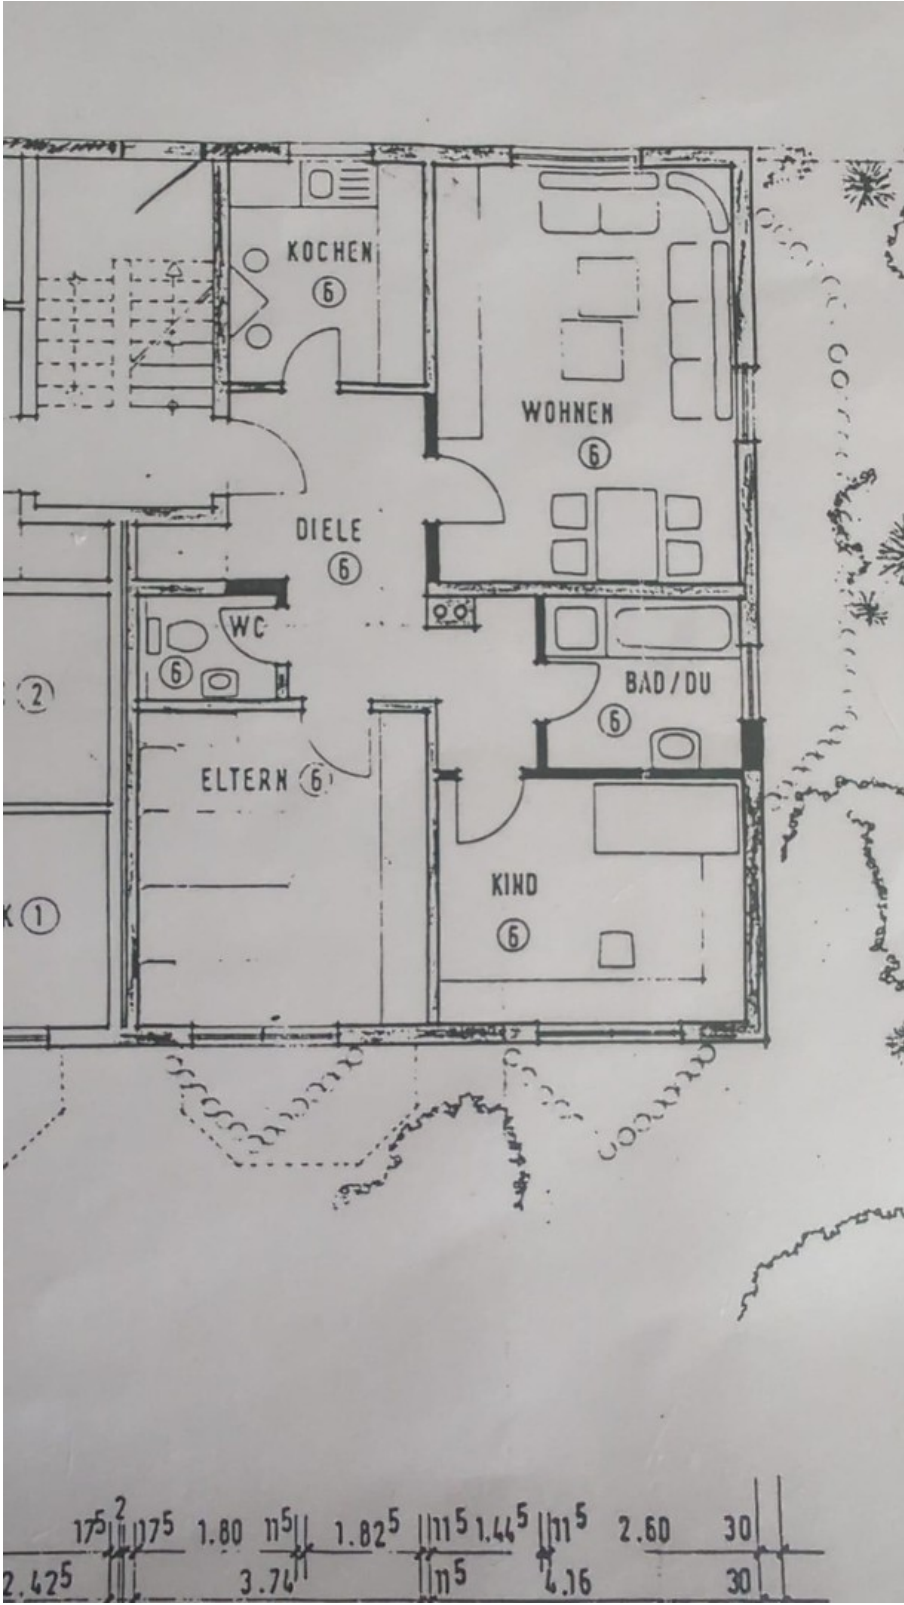 KOCHEN
6
WOHNEN
6
DIELE
6
WC
6
BAD/DU
6
2
ELTERN 6
KIND
6
K 1
17⁵ 2 17⁵ 1.80 11⁵ 1.82⁵ 11⁵ 1.44⁵ 11⁵ 2.60 30
2.42⁵ 3.74 11⁵ 4.16 30